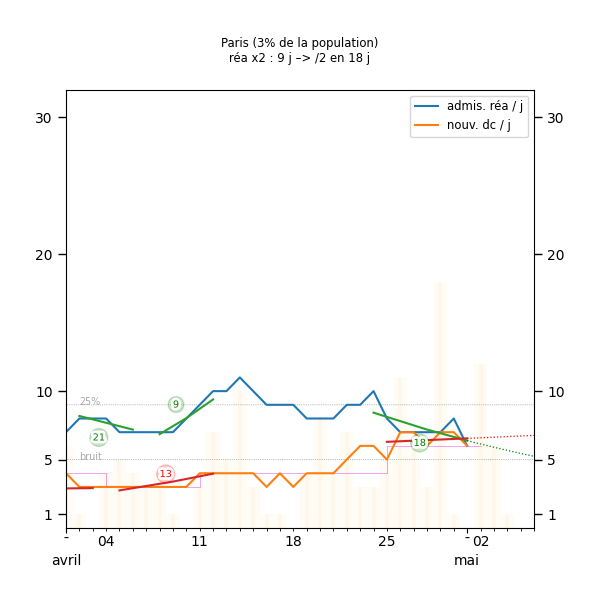 Paris (3% de la population)
réa x2 : 9 j –> /2 en 18 j
admis. réa / j
nouv. dc / j
30
30
20
20
10
10
25%
9
21
bruit
18
5
5
13
1
1
04
11
18
25
02
avril
mai